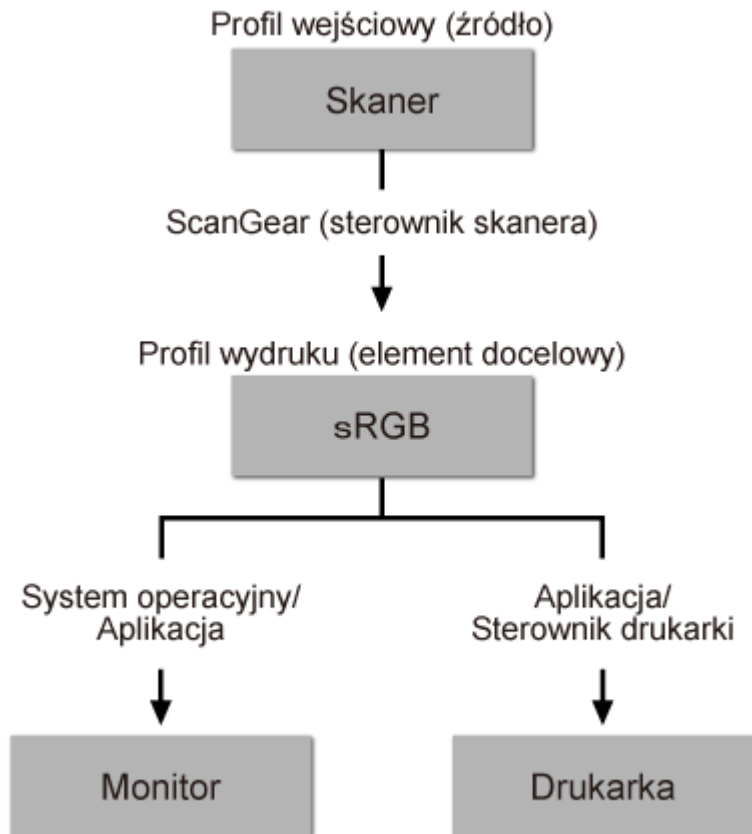 Profil wejściowy (źródło)
Skaner
ScanGear (sterownik skanera)
Profil wydruku (element docelowy)
sRGB
System operacyjny/
Aplikacja
Aplikacja/
Sterownik drukarki
Monitor
Drukarka